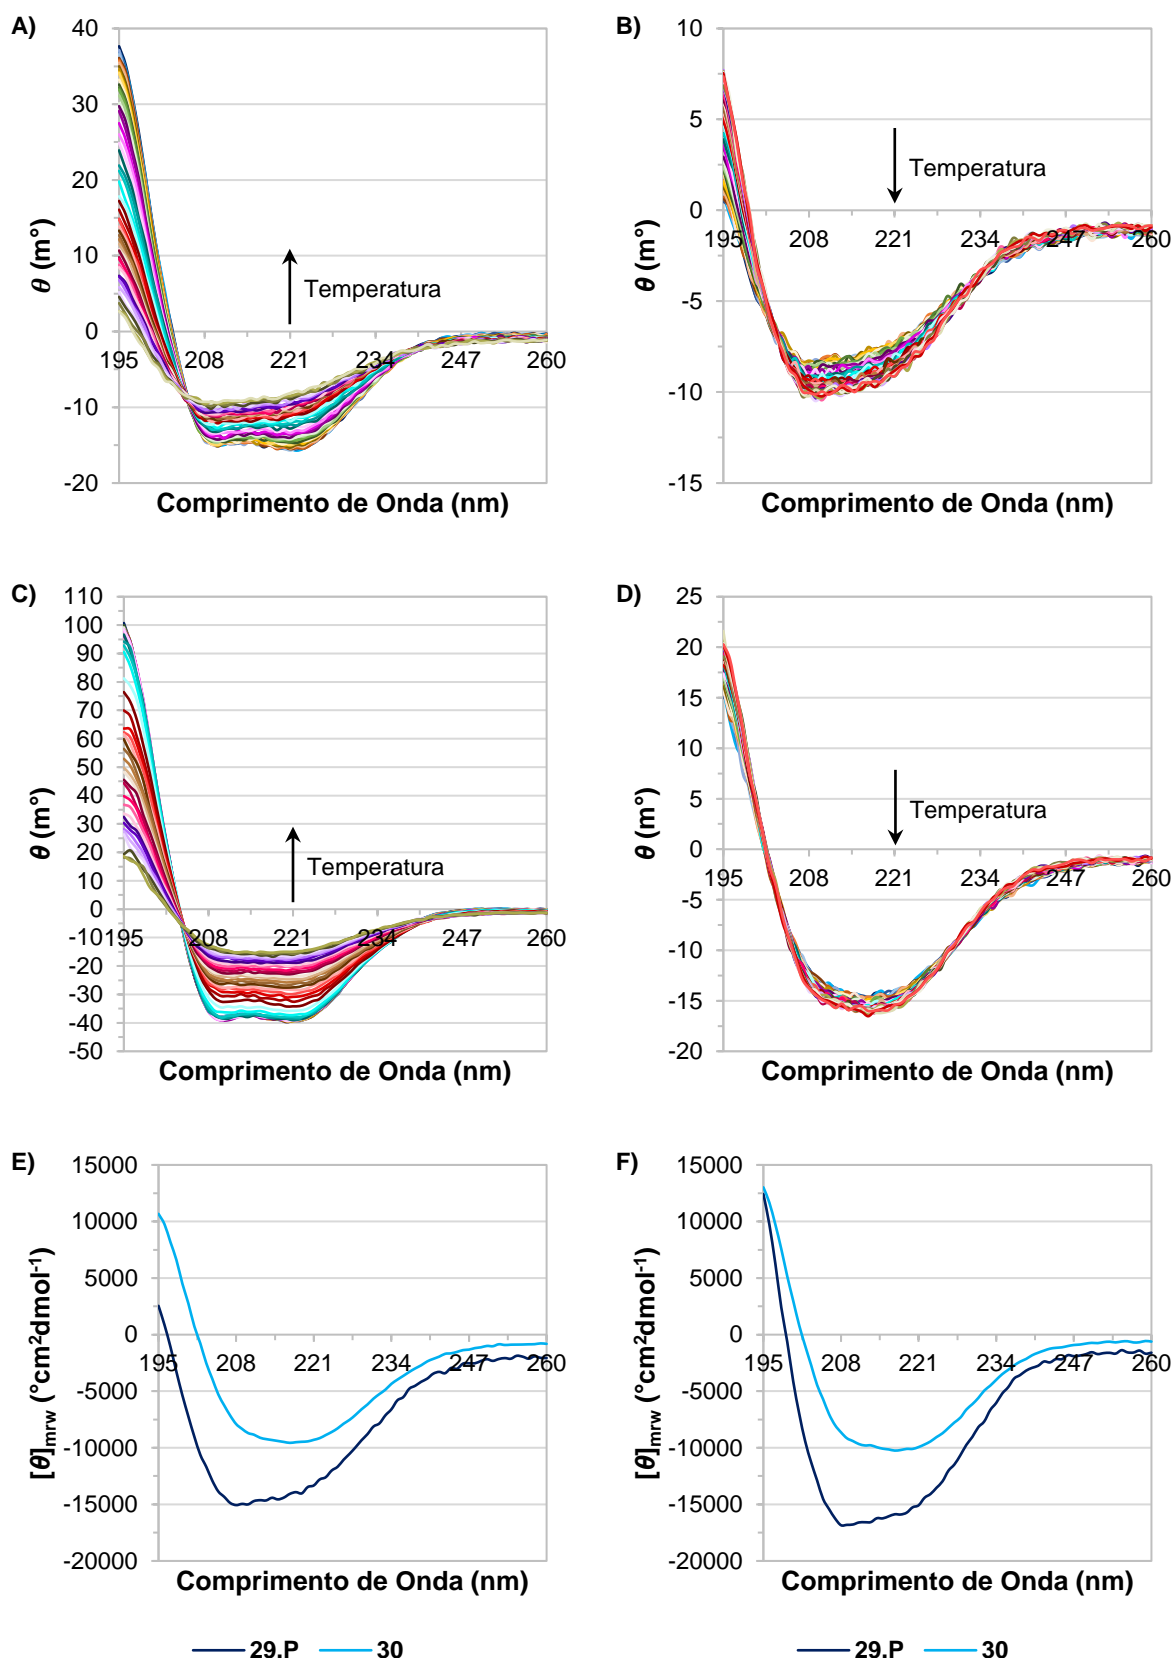 A)
40
30
20
10
0
-10
-20
θ (m°)
Temperatura
195 208 221 234 247 260
Comprimento de Onda (nm)
B)
10
5
0
-5
-10
-15
θ (m°)
Temperatura
195 208 221 234 247 260
Comprimento de Onda (nm)
C)
110
100
90
80
70
60
50
40
30
20
10
0
-10
-20
-30
-40
-50
θ (m°)
Temperatura
195 208 221 234 247 260
Comprimento de Onda (nm)
D)
25
20
15
10
5
0
-5
-10
-15
-20
θ (m°)
Temperatura
195 208 221 234 247 260
Comprimento de Onda (nm)
E)
15000
10000
5000
0
-5000
-10000
-15000
-20000
[θ]mrw (°cm²dmol⁻¹)
195 208 221 234 247 260
Comprimento de Onda (nm)
29.P 30
F)
15000
10000
5000
0
-5000
-10000
-15000
-20000
[θ]mrw (°cm²dmol⁻¹)
195 208 221 234 247 260
Comprimento de Onda (nm)
29.P 30